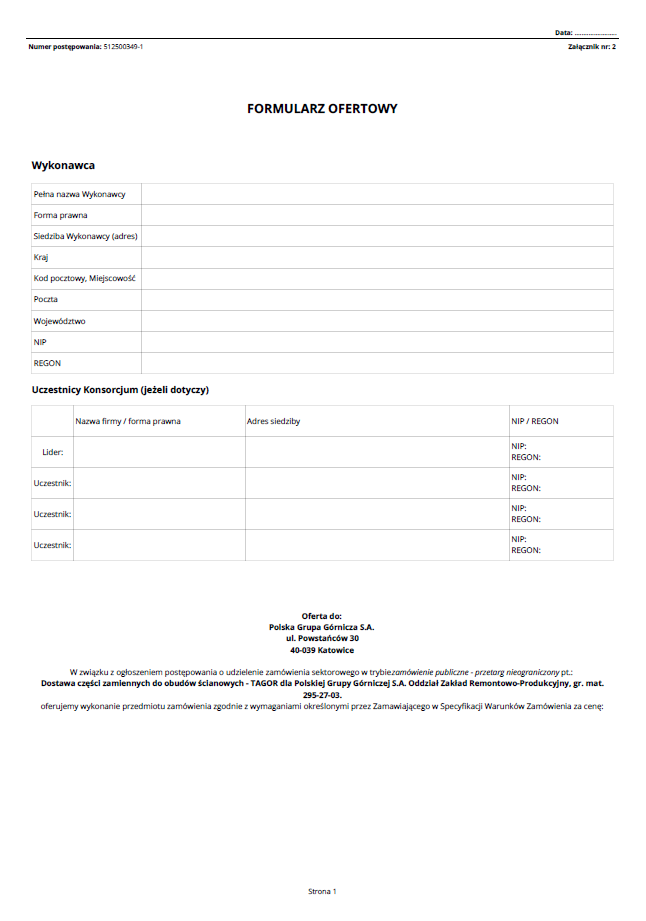 Data: ......................
Numer postępowania: 512500349-1
Załącznik nr: 2
FORMULARZ OFERTOWY
Wykonawca
Pełna nazwa Wykonawcy
Forma prawna
Siedziba Wykonawcy (adres)
Kraj
Kod pocztowy, Miejscowość
Poczta
Województwo
NIP
REGON
Uczestnicy Konsorcjum (jeżeli dotyczy)
Nazwa firmy / forma prawna
Adres siedziby
NIP / REGON
Lider:
NIP:
REGON:
Uczestnik:
NIP:
REGON:
Uczestnik:
NIP:
REGON:
Uczestnik:
NIP:
REGON:
Oferta do:
Polska Grupa Górnicza S.A.
ul. Powstańców 30
40-039 Katowice
W związku z ogłoszeniem postępowania o udzielenie zamówienia sektorowego w trybiezamówienie publiczne - przetarg nieograniczony pt.:
Dostawa części zamiennych do obudów ścianowych - TAGOR dla Polskiej Grupy Górniczej S.A. Oddział Zakład Remontowo-Produkcyjny, gr. mat.
295-27-03.
oferujemy wykonanie przedmiotu zamówienia zgodnie z wymaganiami określonymi przez Zamawiającego w Specyfikacji Warunków Zamówienia za cenę:
Strona 1